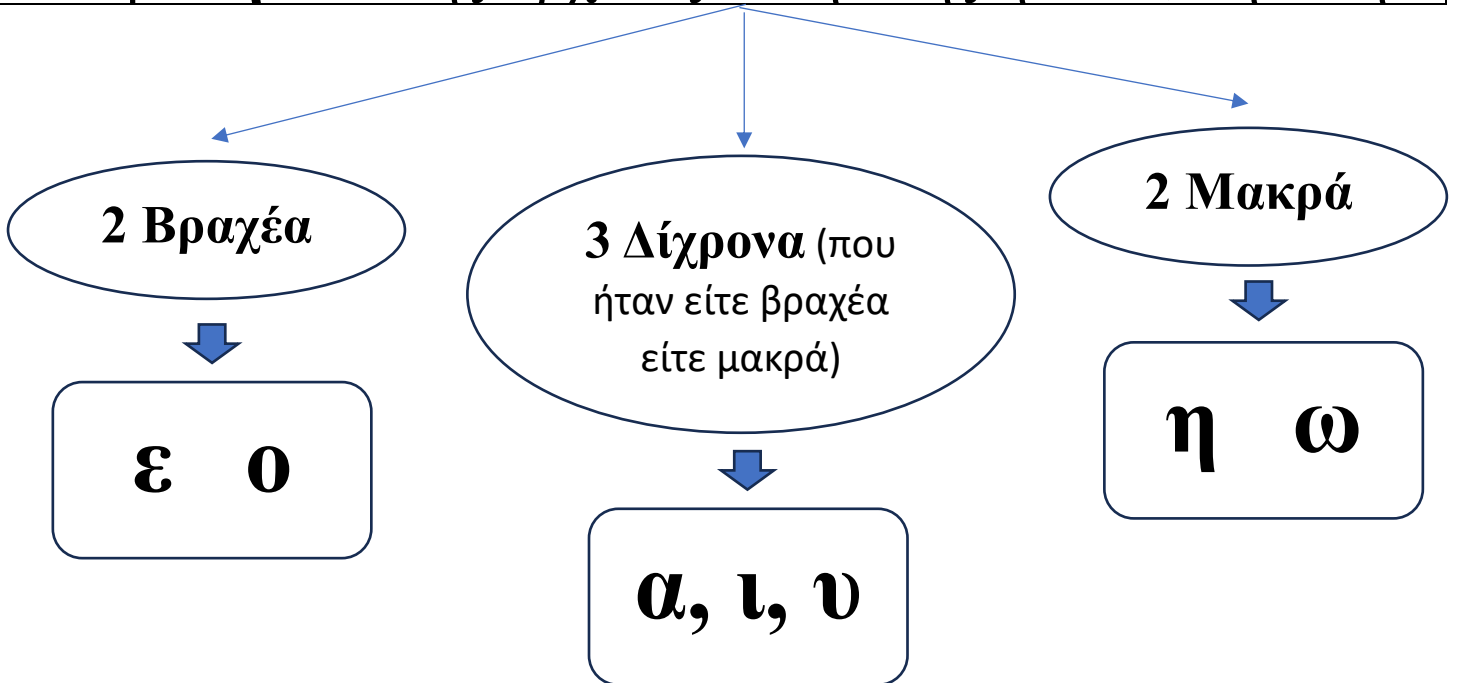 2 Βραχέα
3 Δίχρονα (που
ήταν είτε βραχέα
είτε μακρά)
2 Μακρά
ε ο
α, ι, υ
η ω